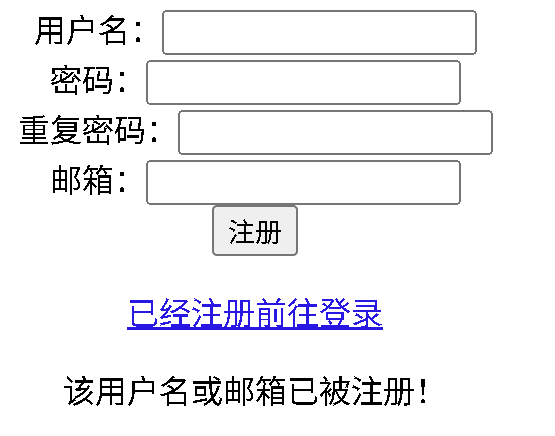 用户名：
密码：
重复密码：
邮箱：
注册
已经注册前往登录
该用户名或邮箱已被注册！